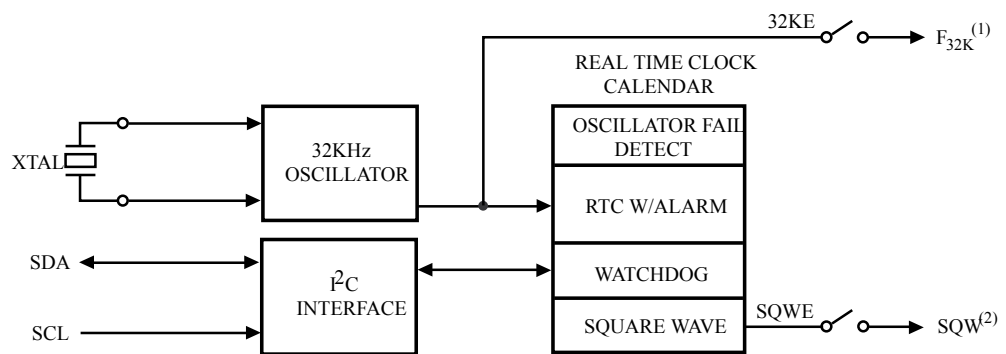 32KE
F32K(1)
REAL TIME CLOCK
CALENDAR
OSCILLATOR FAIL
DETECT
XTAL
32KHz
OSCILLATOR
RTC W/ALARM
SDA
I2C
INTERFACE
WATCHDOG
SCL
SQUARE WAVE
SQWE
SQW(2)